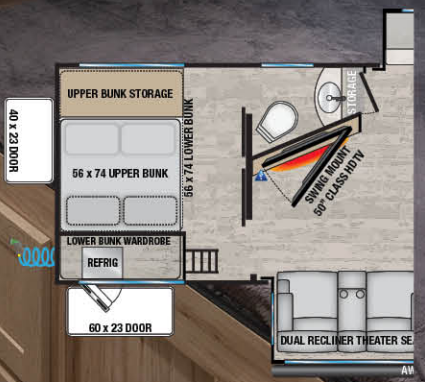 UPPER BUNK STORAGE
40 x 23 DOOR
56 x 74 UPPER BUNK
56 x 74 LOWER BUNK
STORAGE
SWING MOUNT
50" CLASS HDTV
LOWER BUNK WARDROBE
REFRIG
60 x 23 DOOR
DUAL RECLINER THEATER SEA
AW